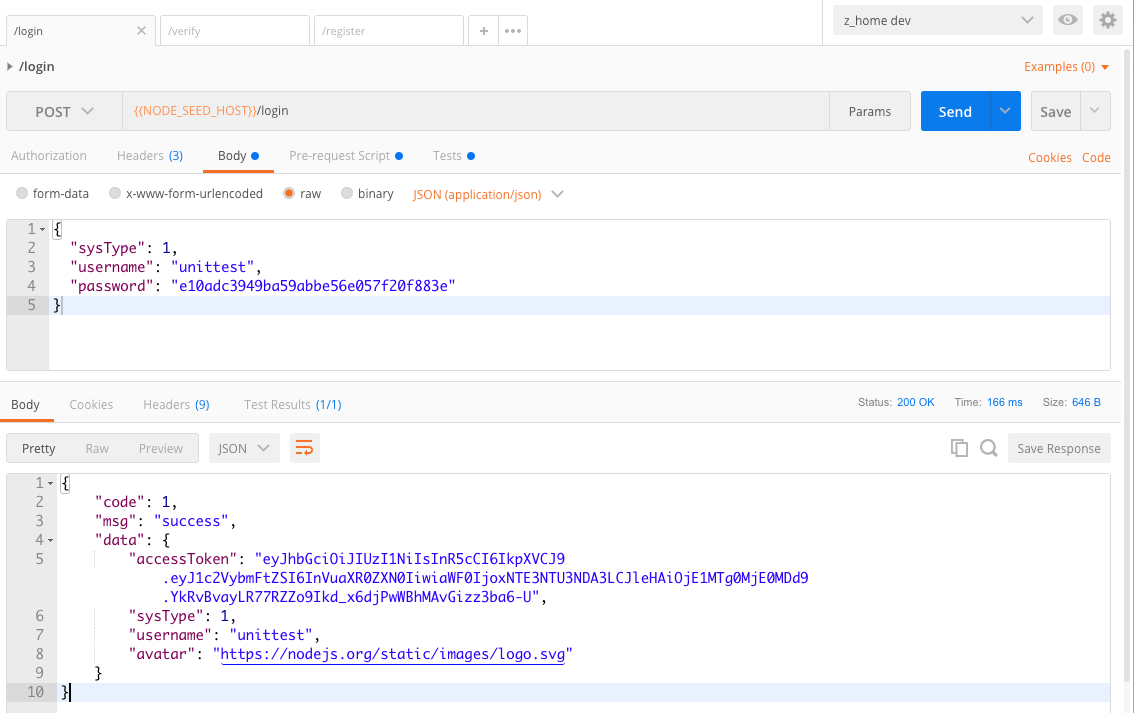 /login
/verify
/register
z_home dev
/login
Examples (0)
POST
{{NODE_SEED_HOST}}/login
Params
Send
Save
Authorization
Headers (3)
Body
Pre-request Script
Tests
Cookies
Code
form-data
x-www-form-urlencoded
raw
binary
JSON (application/json)
1 {
2 "sysType": 1,
3 "username": "unittest",
4 "password": "e10adc3949ba59abbe56e057f20f883e"
5 }
Body
Cookies
Headers (9)
Test Results (1/1)
Status: 200 OK
Time: 166 ms
Size: 646 B
Pretty
Raw
Preview
JSON
Save Response
1 {
2 "code": 1,
3 "msg": "success",
4 "data": {
5 "accessToken": "eyJhbGciOiJIUzI1NiIsInR5cCI6IkpXVCJ9
.eyJ1c2VybmFtZSI6InVuaXR0ZXN0IiwiaWF0IjoxNTE3NTU3NDA3LCJleHAiOjE1MTg0MjE0MDd9
.YkRvBvayLR77RZZo9Ikd_x6djPwWBhMAvGizz3ba6-U",
6 "sysType": 1,
7 "username": "unittest",
8 "avatar": "https://nodejs.org/static/images/logo.svg"
9 }
10 }